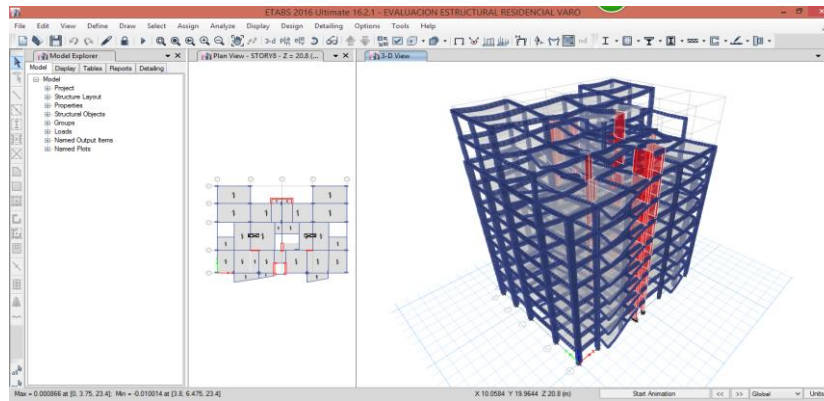 ETABS 2016 Ultimate 16.2.1 - EVALUACION ESTRUCTURAL RESIDENCIAL VARO
File Edit View Define Draw Select Assign Analyze Display Design Detailing Options Tools Help
Model Explorer
Plan View - STORY8 - Z = 20.8 (...
3-D View
Model Display Tables Reports Detailing
Model
Project
Structure Layout
Properties
Structural Objects
Groups
Loads
Named Output Items
Named Plots
Max = 0.000866 at [0, 3.75, 23.4]; Min = -0.010014 at [3.8, 6.475, 23.4]
X 10.0584 Y 19.9644 Z 20.8 (m)
Start Animation
<< >> Global Units